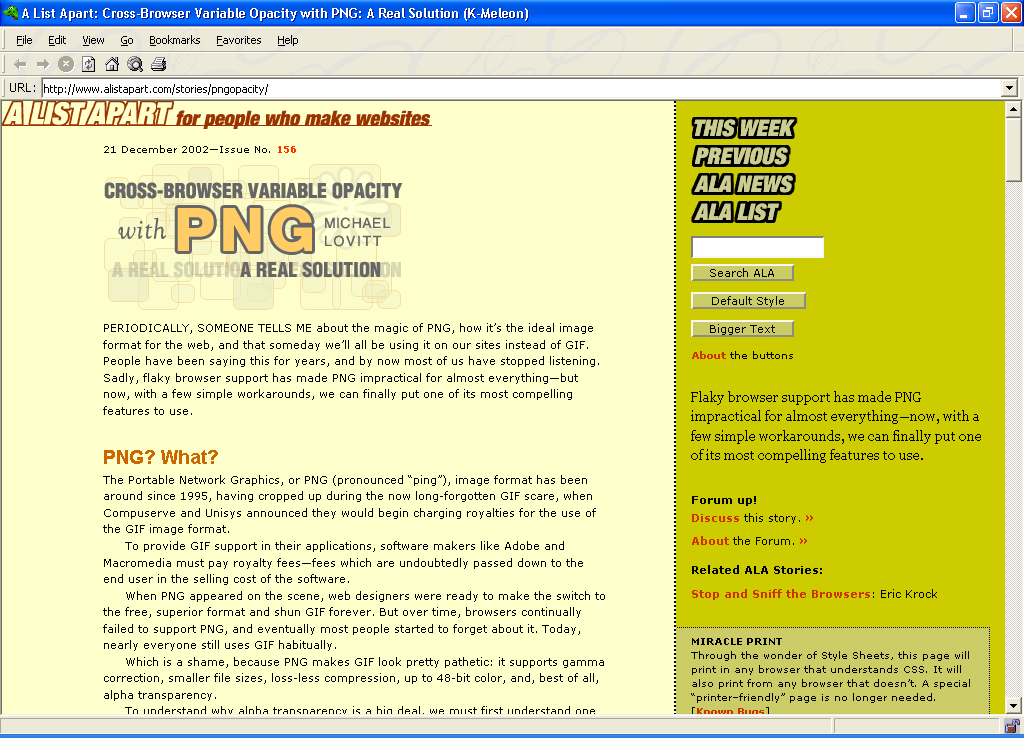 A List Apart: Cross-Browser Variable Opacity with PNG: A Real Solution (K-Meleon)
File Edit View Go Bookmarks Favorites Help
URL: http://www.alistapart.com/stories/pngopacity/
A LIST APART for people who make websites
21 December 2002—Issue No. 156
CROSS-BROWSER VARIABLE OPACITY
with PNG MICHAEL
LOVITT
A REAL SOLUTION A REAL SOLUTION
PERIODICALLY, SOMEONE TELLS ME about the magic of PNG, how it’s the ideal image
format for the web, and that someday we’ll all be using it on our sites instead of GIF.
People have been saying this for years, and by now most of us have stopped listening.
Sadly, flaky browser support has made PNG impractical for almost everything—but
now, with a few simple workarounds, we can finally put one of its most compelling
features to use.
PNG? What?
The Portable Network Graphics, or PNG (pronounced “ping”), image format has been
around since 1995, having cropped up during the now long-forgotten GIF scare, when
Compuserve and Unisys announced they would begin charging royalties for the use of
the GIF image format.
To provide GIF support in their applications, software makers like Adobe and
Macromedia must pay royalty fees—fees which are undoubtedly passed down to the
end user in the selling cost of the software.
When PNG appeared on the scene, web designers were ready to make the switch to
the free, superior format and shun GIF forever. But over time, browsers continually
failed to support PNG, and eventually most people started to forget about it. Today,
nearly everyone still uses GIF habitually.
Which is a shame, because PNG makes GIF look pretty pathetic: it supports gamma
correction, smaller file sizes, loss-less compression, up to 48-bit color, and, best of all,
alpha transparency.
To understand why alpha transparency is a big deal, we must first understand one
THIS WEEK
PREVIOUS
ALA NEWS
ALA LIST
Search ALA
Default Style
Bigger Text
About the buttons
Flaky browser support has made PNG
impractical for almost everything—now, with a
few simple workarounds, we can finally put one
of its most compelling features to use.
Forum up!
Discuss this story. »
About the Forum. »
Related ALA Stories:
Stop and Sniff the Browsers: Eric Krock
MIRACLE PRINT
Through the wonder of Style Sheets, this page will
print in any browser that understands CSS. It will
also print from any browser that doesn’t. A special
“printer–friendly” page is no longer needed.
[Known Bugs]